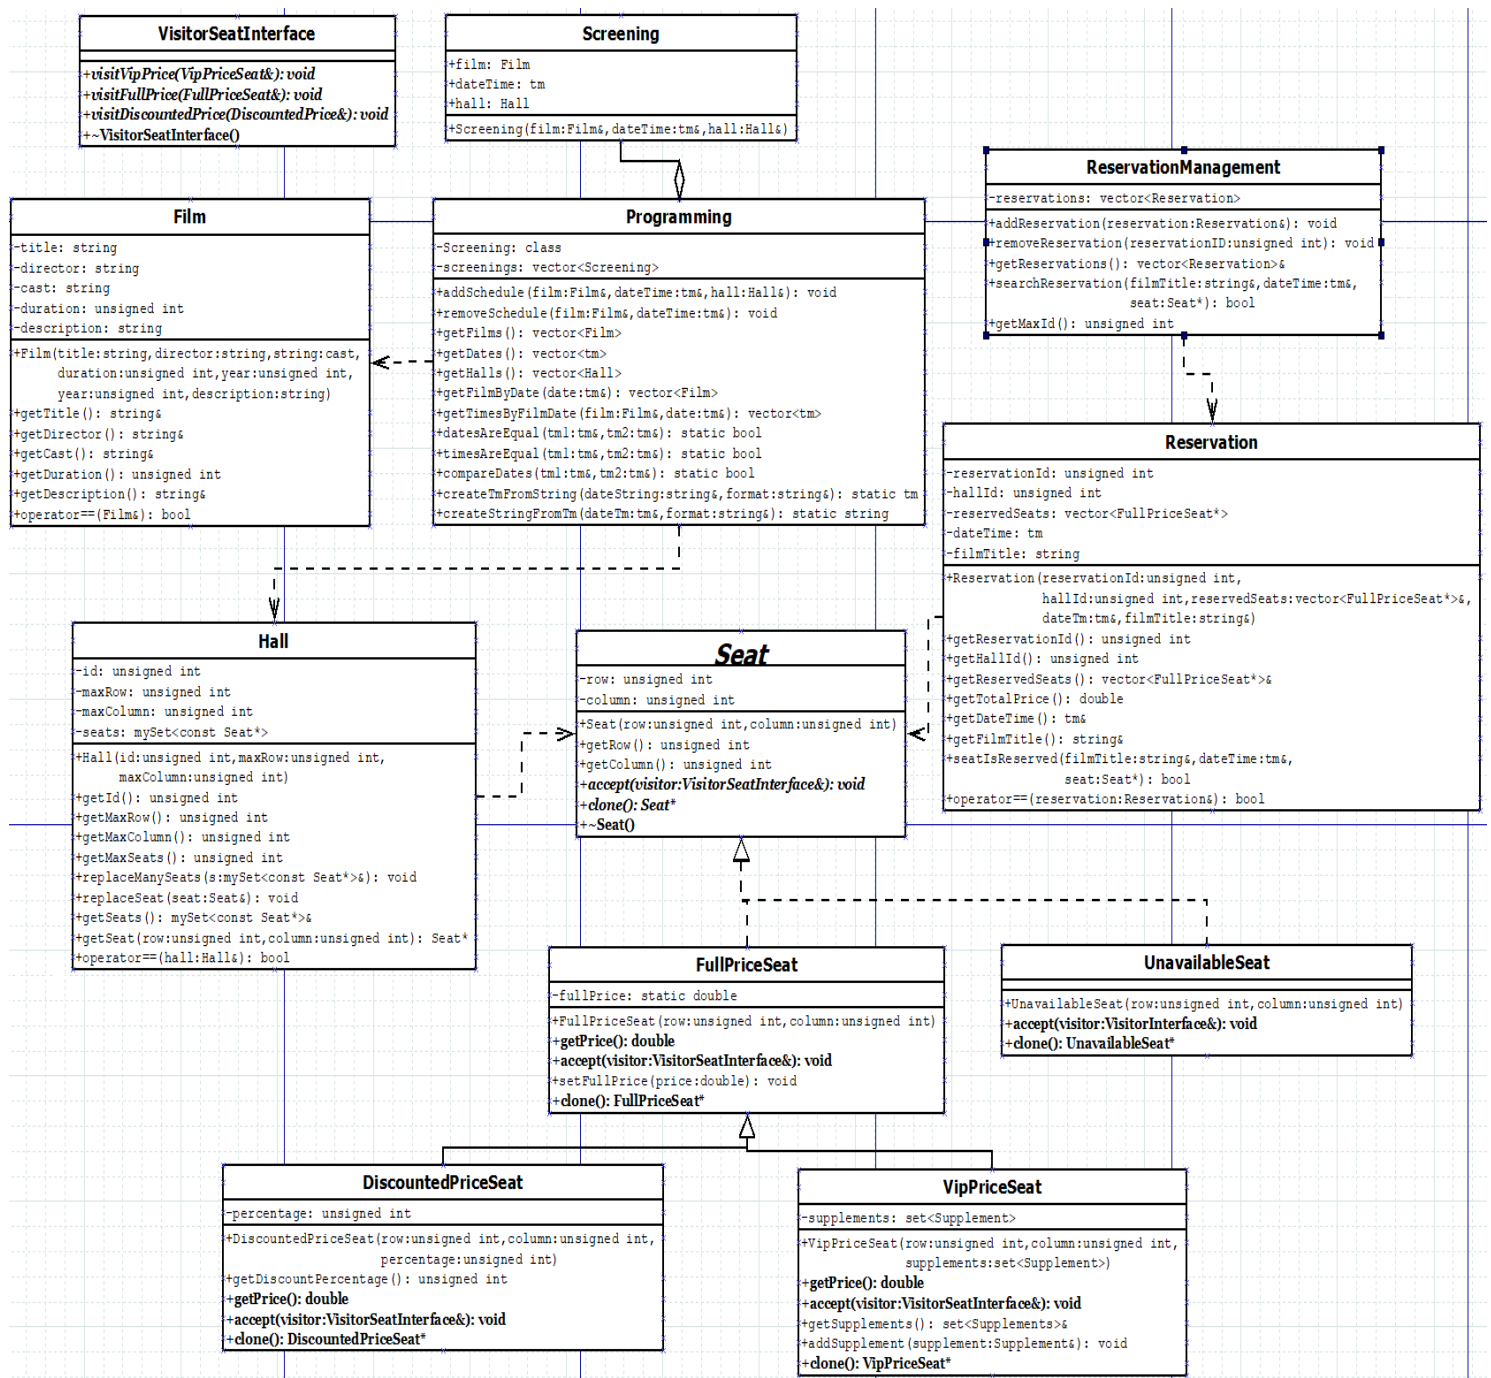 VisitorSeatInterface
+visitVipPrice(VipPriceSeat&): void
+visitFullPrice(FullPriceSeat&): void
+visitDiscountedPrice(DiscountedPrice&): void
+~VisitorSeatInterface()
Screening
+film: Film
+dateTime: tm
+hall: Hall
+Screening(film:Film&,dateTime:tm&,hall:Hall&)
ReservationManagement
-reservations: vector<Reservation>
+addReservation(reservation:Reservation&): void
+removeReservation(reservationID:unsigned int): void
+getReservations(): vector<Reservation>&
+searchReservation(filmTitle:string&,dateTime:tm&,
seat:Seat*): bool
+getMaxId(): unsigned int
Film
-title: string
-director: string
-cast: string
-duration: unsigned int
-description: string
+Film(title:string,director:string,string:cast,
duration:unsigned int,year:unsigned int,
year:unsigned int,description:string)
+getTitle(): string&
+getDirector(): string&
+getCast(): string&
+getDuration(): unsigned int
+getDescription(): string&
+operator==(Film&): bool
Programming
-Screening: class
-screenings: vector<Screening>
+addSchedule(film:Film&,dateTime:tm&,hall:Hall&): void
+removeSchedule(film:Film&,dateTime:tm&): void
+getFilms(): vector<Film>
+getDates(): vector<tm>
+getHalls(): vector<Hall>
+getFilmByDate(date:tm&): vector<Film>
+getTimesByFilmDate(film:Film&,date:tm&): vector<tm>
+datesAreEqual(tm1:tm&,tm2:tm&): static bool
+timesAreEqual(tm1:tm&,tm2:tm&): static bool
+compareDates(tm1:tm&,tm2:tm&): static bool
+createTmFromString(dateString:string&,format:string&): static tm
+createStringFromTm(dateTm:tm&,format:string&): static string
Reservation
-reservationId: unsigned int
-hallId: unsigned int
-reservedSeats: vector<FullPriceSeat*>
-dateTime: tm
-filmTitle: string
+Reservation(reservationId:unsigned int,
hallId:unsigned int,reservedSeats:vector<FullPriceSeat*>&,
dateTm:tm&,filmTitle:string&)
+getReservationId(): unsigned int
+getHallId(): unsigned int
+getReservedSeats(): vector<FullPriceSeat*>&
+getTotalPrice(): double
+getDateTime(): tm&
+getFilmTitle(): string&
+seatIsReserved(filmTitle:string&,dateTime:tm&,
seat:Seat*): bool
+operator==(reservation:Reservation&): bool
Hall
-id: unsigned int
-maxRow: unsigned int
-maxColumn: unsigned int
-seats: mySet<const Seat*>
+Hall(id:unsigned int,maxRow:unsigned int,
maxColumn:unsigned int)
+getId(): unsigned int
+getMaxRow(): unsigned int
+getMaxColumn(): unsigned int
+getMaxSeats(): unsigned int
+replaceManySeats(s:mySet<const Seat*>&): void
+replaceSeat(seat:Seat&): void
+getSeats(): mySet<const Seat*>&
+getSeat(row:unsigned int,column:unsigned int): Seat*
+operator==(hall:Hall&): bool
Seat
-row: unsigned int
-column: unsigned int
+Seat(row:unsigned int,column:unsigned int)
+getRow(): unsigned int
+getColumn(): unsigned int
+accept(visitor:VisitorSeatInterface&): void
+clone(): Seat*
+~Seat()
FullPriceSeat
-fullPrice: static double
+FullPriceSeat(row:unsigned int,column:unsigned int)
+getPrice(): double
+accept(visitor:VisitorSeatInterface&): void
+setFullPrice(price:double): void
+clone(): FullPriceSeat*
UnavailableSeat
+UnavailableSeat(row:unsigned int,column:unsigned int)
+accept(visitor:VisitorInterface&): void
+clone(): UnavailableSeat*
DiscountedPriceSeat
-percentage: unsigned int
+DiscountedPriceSeat(row:unsigned int,column:unsigned int,
percentage:unsigned int)
+getDiscountPercentage(): unsigned int
+getPrice(): double
+accept(visitor:VisitorSeatInterface&): void
+clone(): DiscountedPriceSeat*
VipPriceSeat
-supplements: set<Supplement>
+VipPriceSeat(row:unsigned int,column:unsigned int,
supplements:set<Supplement>)
+getPrice(): double
+accept(visitor:VisitorSeatInterface&): void
+getSupplements(): set<Supplements>&
+addSupplement(supplement:Supplement&): void
+clone(): VipPriceSeat*